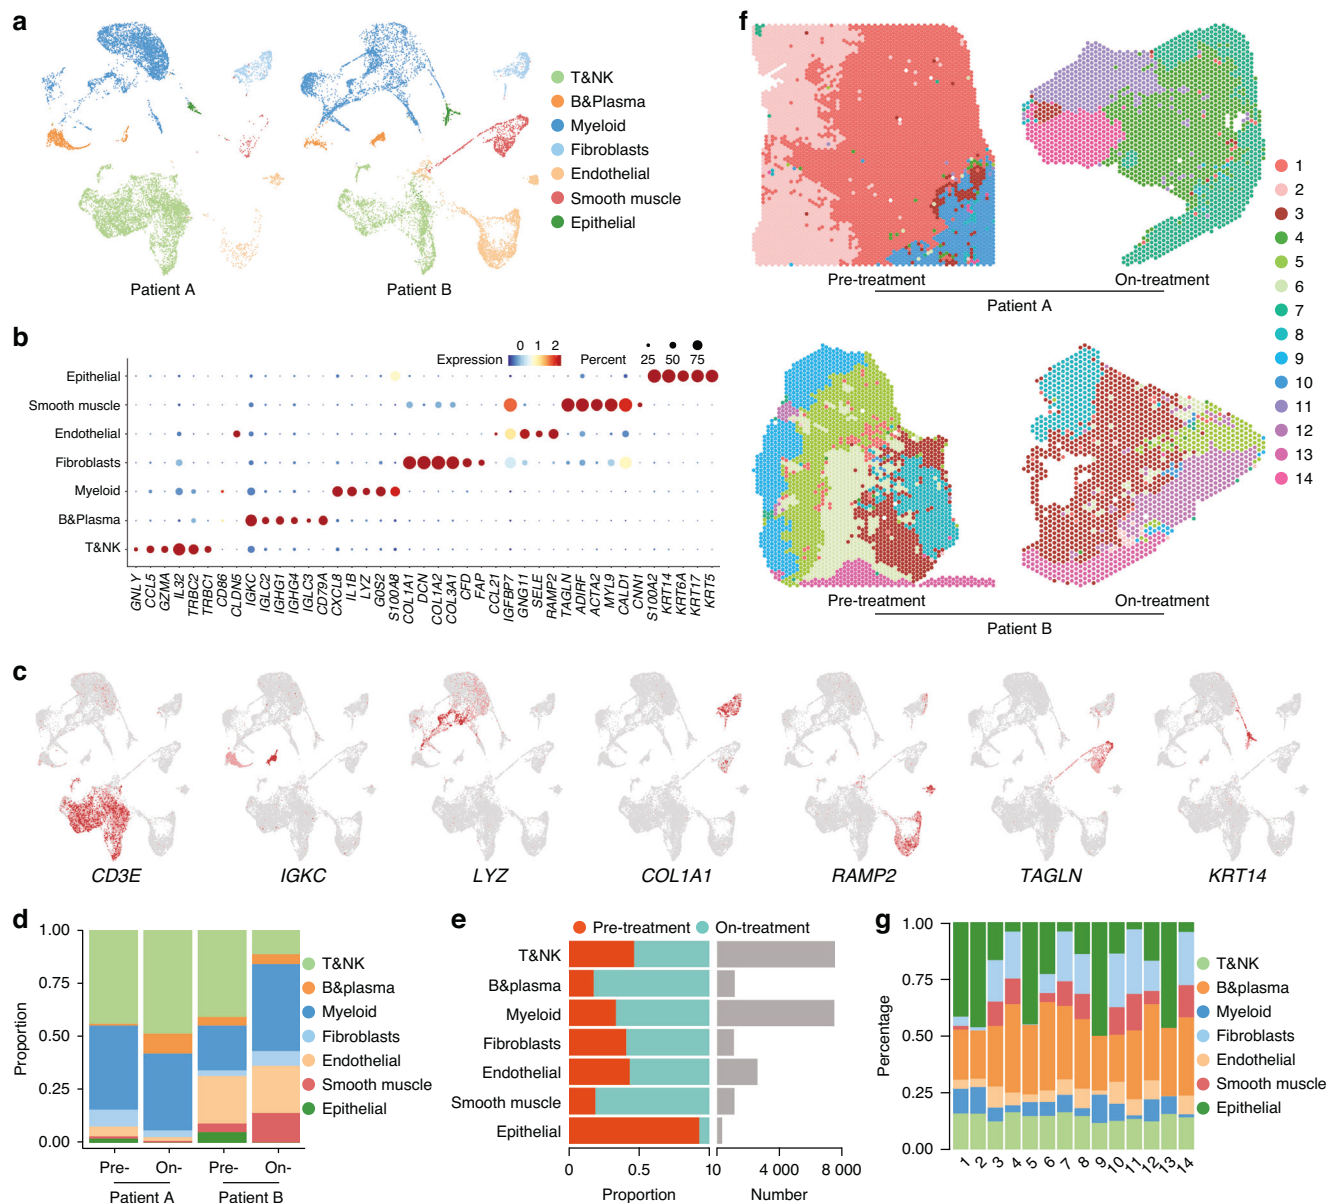 a
T&NK
B&Plasma
Myeloid
Fibroblasts
Endothelial
Smooth muscle
Epithelial
Patient A
Patient B
b
Expression
0 1 2
Percent
25 50 75
Epithelial
Smooth muscle
Endothelial
Fibroblasts
Myeloid
B&Plasma
T&NK
GNLY
CCL5
GZMA
IL32
TRBC2
TRBC1
CD86
CLDN5
IGKC
IGLC2
IGHG1
IGHG4
IGLC3
CD79A
CXCL8
IL1B
LYZ
G0S2
S100A8
COL1A1
DCN
COL1A2
COL3A1
CFD
FAP
CCL21
IGFBP7
GNG11
SELE
RAMP2
TAGLN
ADIRF
ACTA2
MYL9
CALD1
CNN1
S100A2
KRT14
KRT6A
KRT17
KRT5
c
CD3E
IGKC
LYZ
COL1A1
RAMP2
TAGLN
KRT14
d
Proportion
1.00
0.75
0.50
0.25
0.00
Pre- On- Pre- On-
Patient A Patient B
T&NK
B&plasma
Myeloid
Fibroblasts
Endothelial
Smooth muscle
Epithelial
e
Pre-treatment On-treatment
T&NK
B&plasma
Myeloid
Fibroblasts
Endothelial
Smooth muscle
Epithelial
0 0.5 1
0 4 000 8 000
Proportion Number
f
Pre-treatment On-treatment
Patient A
Pre-treatment On-treatment
Patient B
1
2
3
4
5
6
7
8
9
10
11
12
13
14
g
Percentage
1.00
0.75
0.25
0.00
1 2 3 4 5 6 7 8 9 10 11 12 13 14
T&NK
B&plasma
Myeloid
Fibroblasts
Endothelial
Smooth muscle
Epithelial